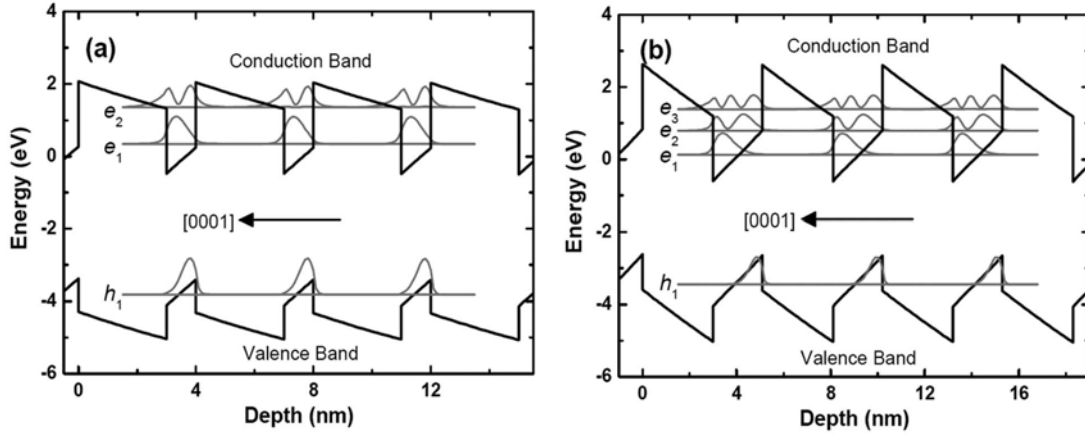 (a)
Conduction Band
e2
e1
[0001]
h1
Valence Band
Energy (eV)
4
2
0
-2
-4
-6
0
4
8
12
Depth (nm)
(b)
Conduction Band
e3
e2
e1
[0001]
h1
Valence Band
Energy (eV)
4
2
0
-2
-4
-6
0
4
8
12
16
Depth (nm)